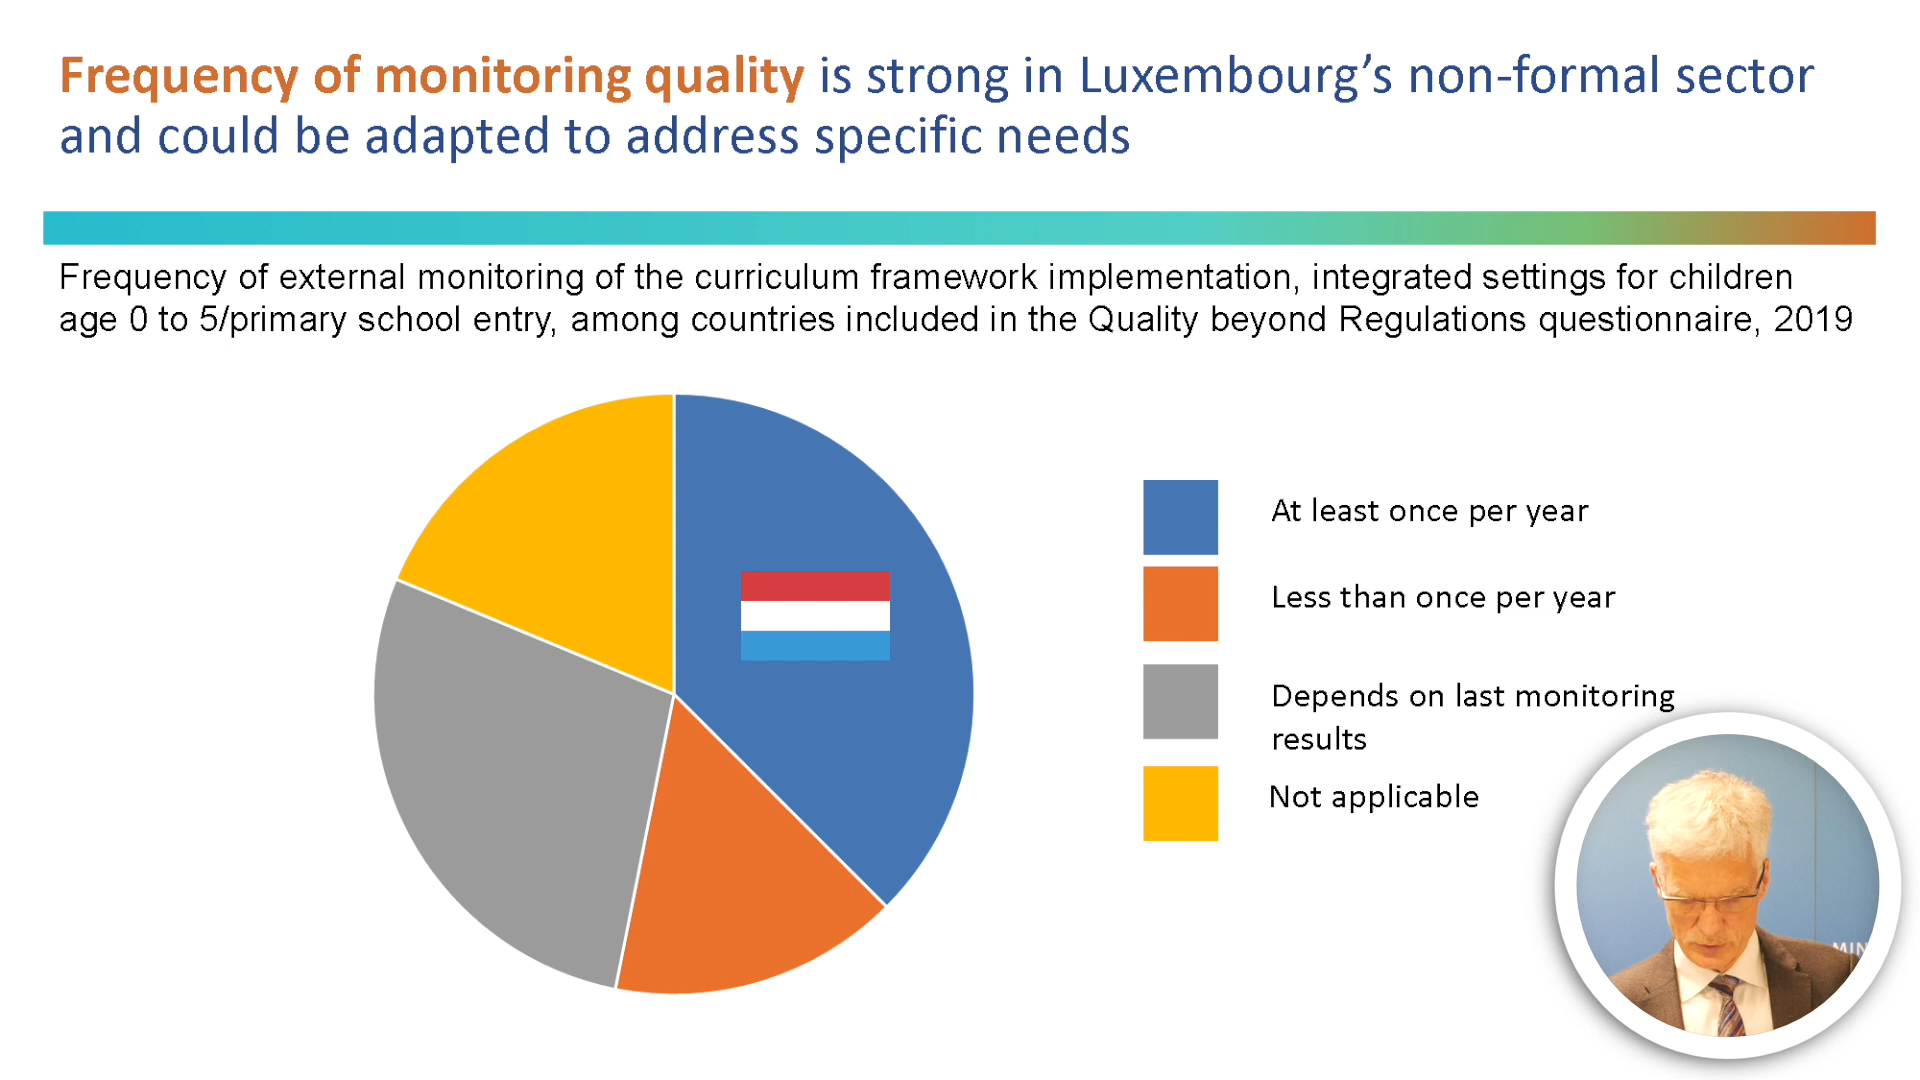 Frequency of monitoring quality is strong in Luxembourg’s non-formal sector
and could be adapted to address specific needs
Frequency of external monitoring of the curriculum framework implementation, integrated settings for children
age 0 to 5/primary school entry, among countries included in the Quality beyond Regulations questionnaire, 2019
At least once per year
Less than once per year
Depends on last monitoring
results
Not applicable
MIN